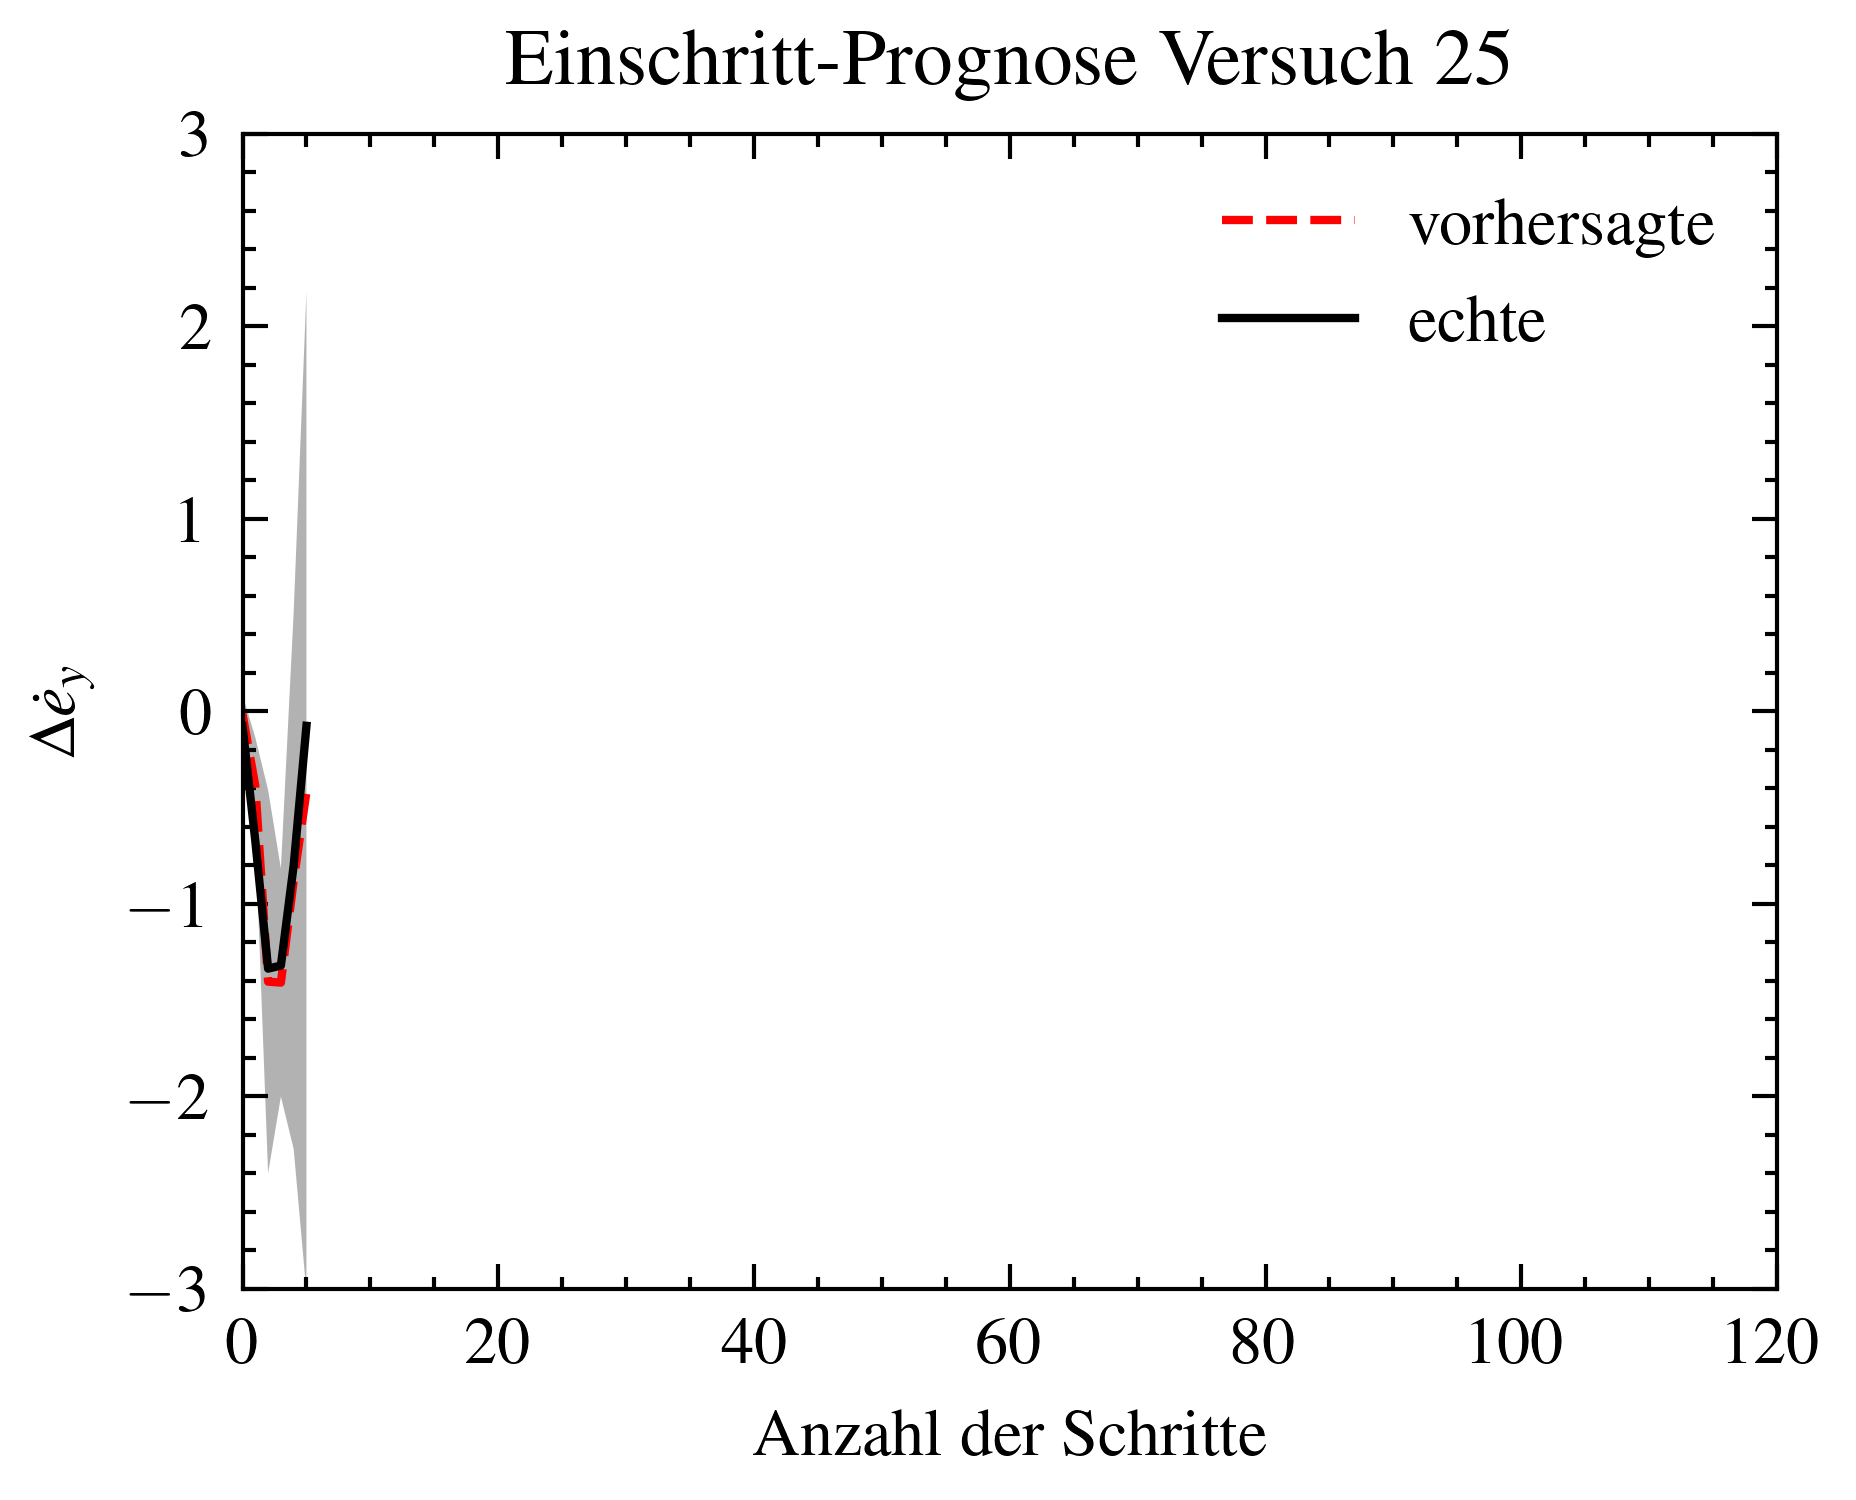 Einschritt-Prognose Versuch 25
3
2
1
0
−1
−2
−3
Δėy
vorhersagte
echte
0 20 40 60 80 100 120
Anzahl der Schritte